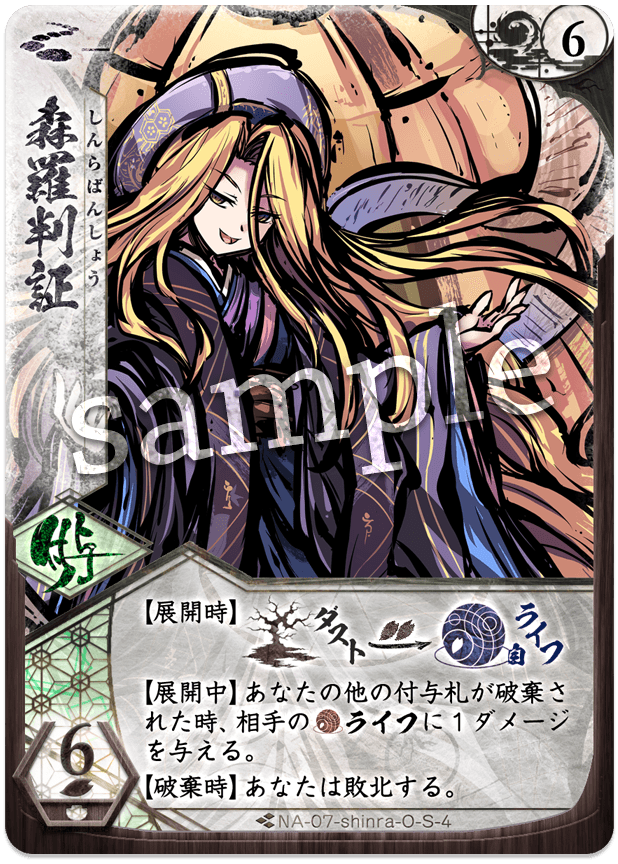 6
森羅判証
しんらばんしょう
sample
付与
【展開時】ダスト ライフ
自
【展開中】あなたの他の付与札が破棄さ
れた時、相手のライフに1ダメージ
を与える。
【破棄時】あなたは敗北する。
6
NA-07-shinra-O-S-4